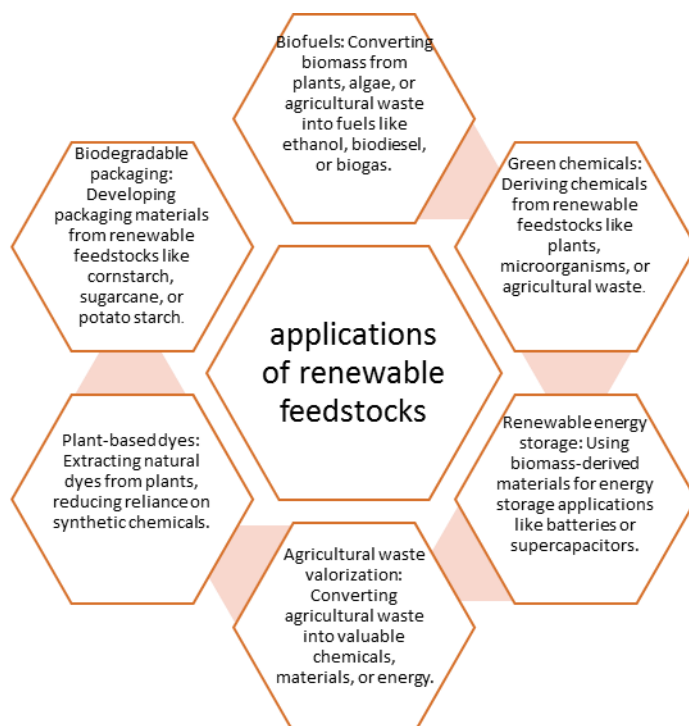 Biofuels: Converting
biomass from
plants, algae, or
agricultural waste
into fuels like
ethanol, biodiesel,
or biogas.
Green chemicals:
Deriving chemicals
from renewable
feedstocks like
plants,
microorganisms, or
agricultural waste.
Renewable energy
storage: Using
biomass-derived
materials for energy
storage applications
like batteries or
supercapacitors.
Agricultural waste
valorization:
Converting
agricultural waste
into valuable
chemicals,
materials, or energy.
Plant-based dyes:
Extracting natural
dyes from plants,
reducing reliance on
synthetic chemicals.
Biodegradable
packaging:
Developing
packaging materials
from renewable
feedstocks like
cornstarch,
sugarcane, or
potato starch.
applications
of renewable
feedstocks